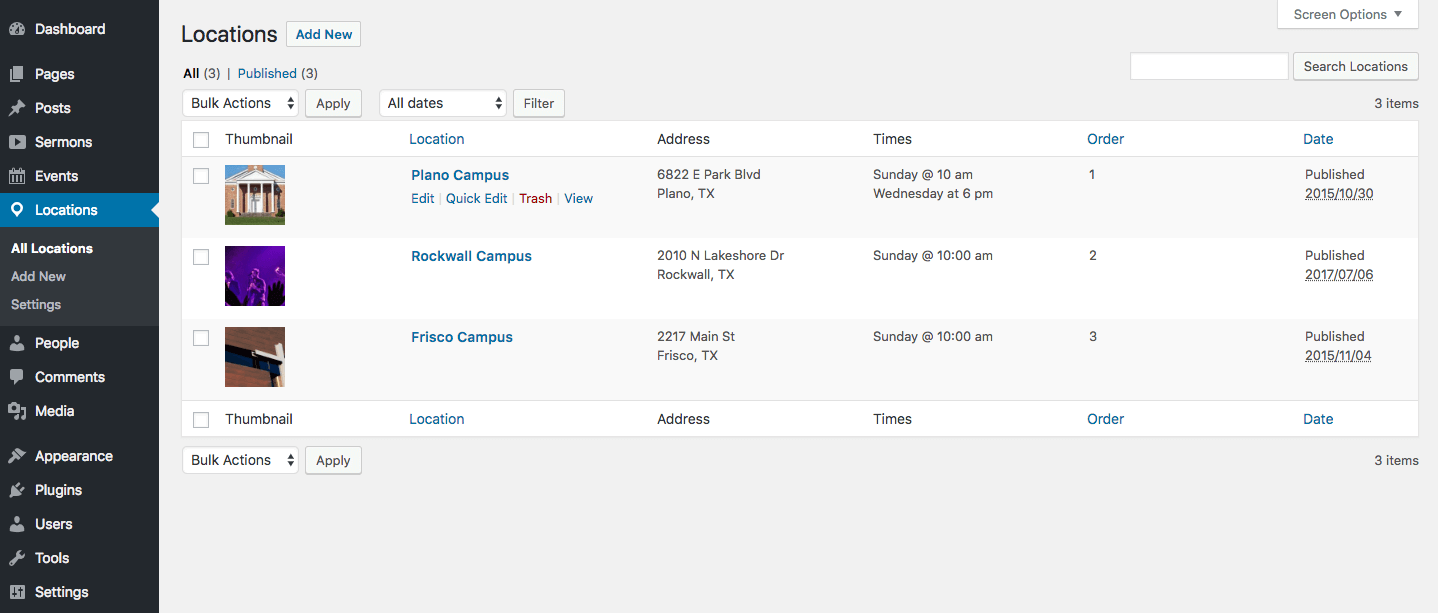 Dashboard
Pages
Posts
Sermons
Events
Locations
All Locations
Add New
Settings
People
Comments
Media
Appearance
Plugins
Users
Tools
Settings
Screen Options
Locations Add New
All (3) | Published (3)
Search Locations
Bulk Actions Apply All dates Filter 3 items
Thumbnail Location Address Times Order Date
Plano Campus 6822 E Park Blvd Sunday @ 10 am 1 Published
Edit | Quick Edit | Trash | View Plano, TX Wednesday at 6 pm 2015/10/30
Rockwall Campus 2010 N Lakeshore Dr Sunday @ 10:00 am 2 Published
Rockwall, TX 2017/07/06
Frisco Campus 2217 Main St Sunday @ 10:00 am 3 Published
Frisco, TX 2015/11/04
Thumbnail Location Address Times Order Date
Bulk Actions Apply 3 items